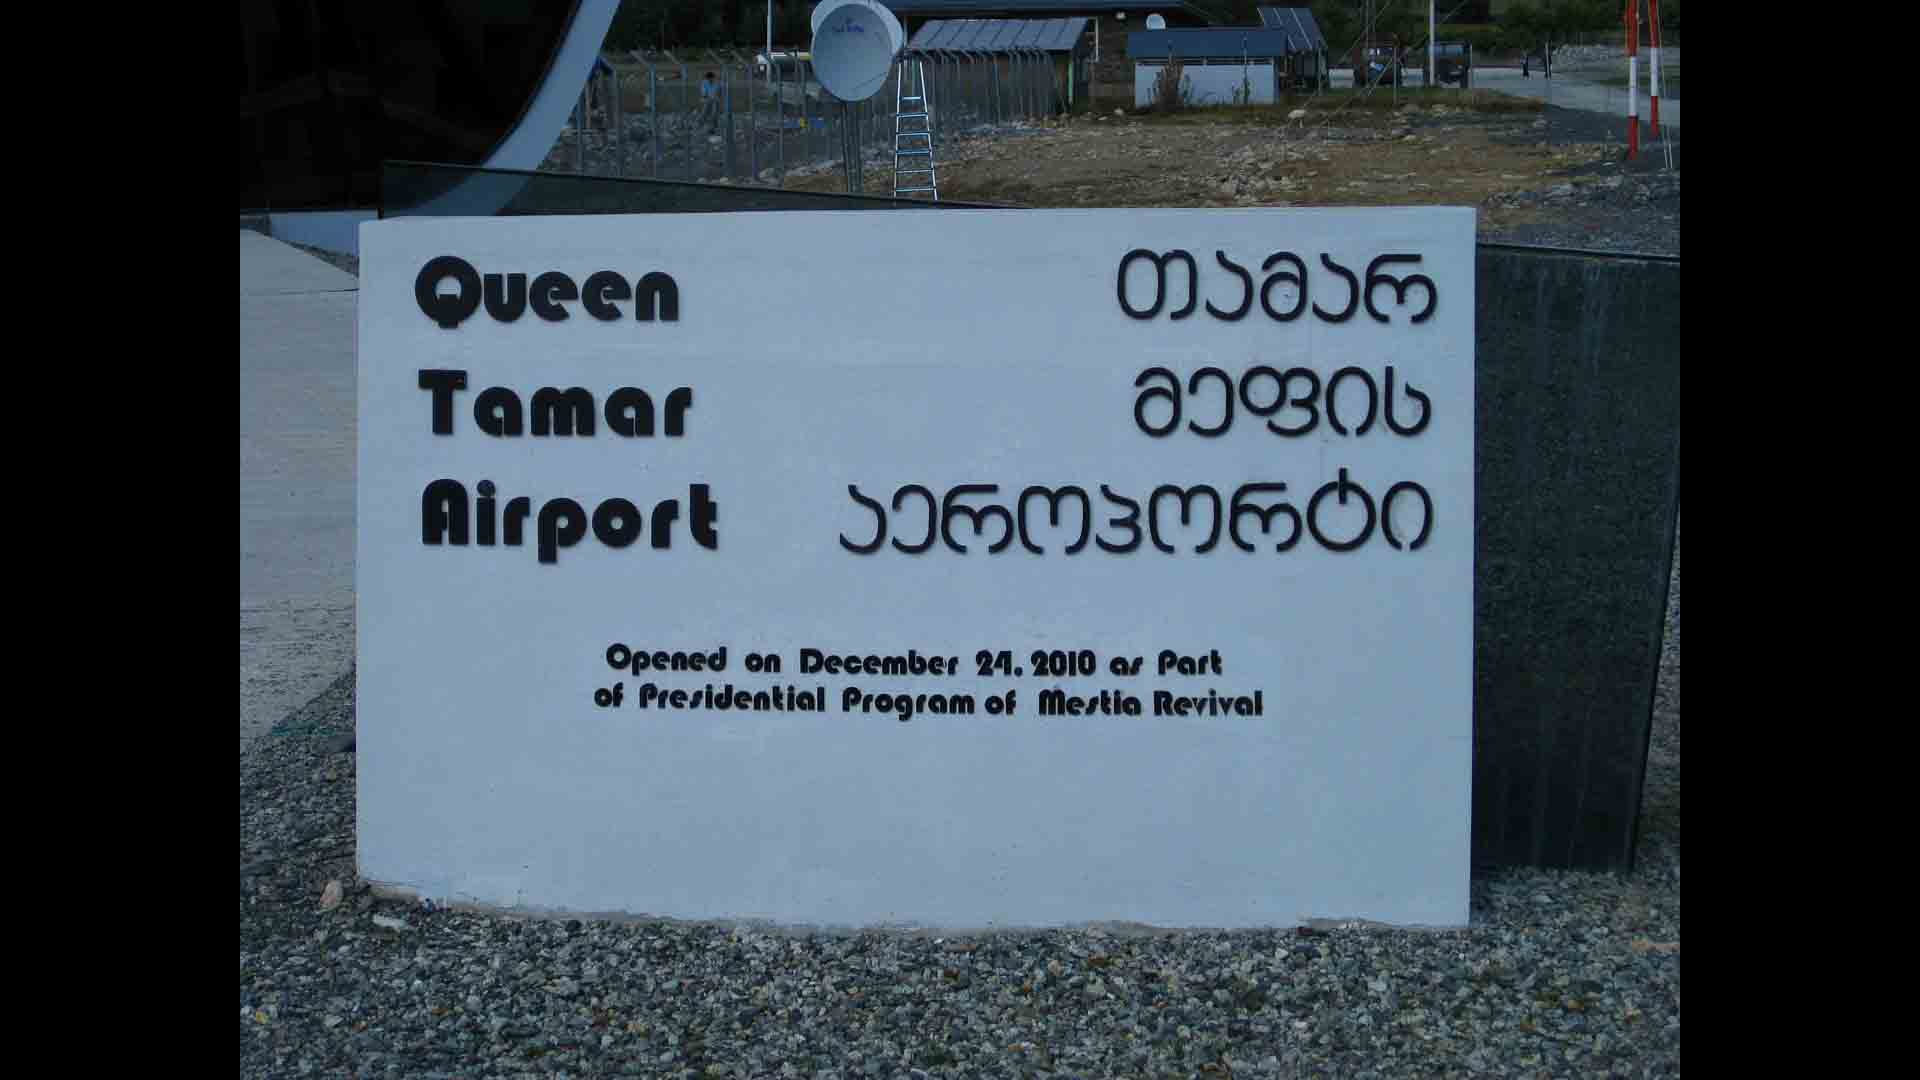 Queen
Tamar
Airport
თამარ
მეფის
აეროპორტი
Opened on December 24, 2010 as Part
of Presidential Program of Mestia Revival